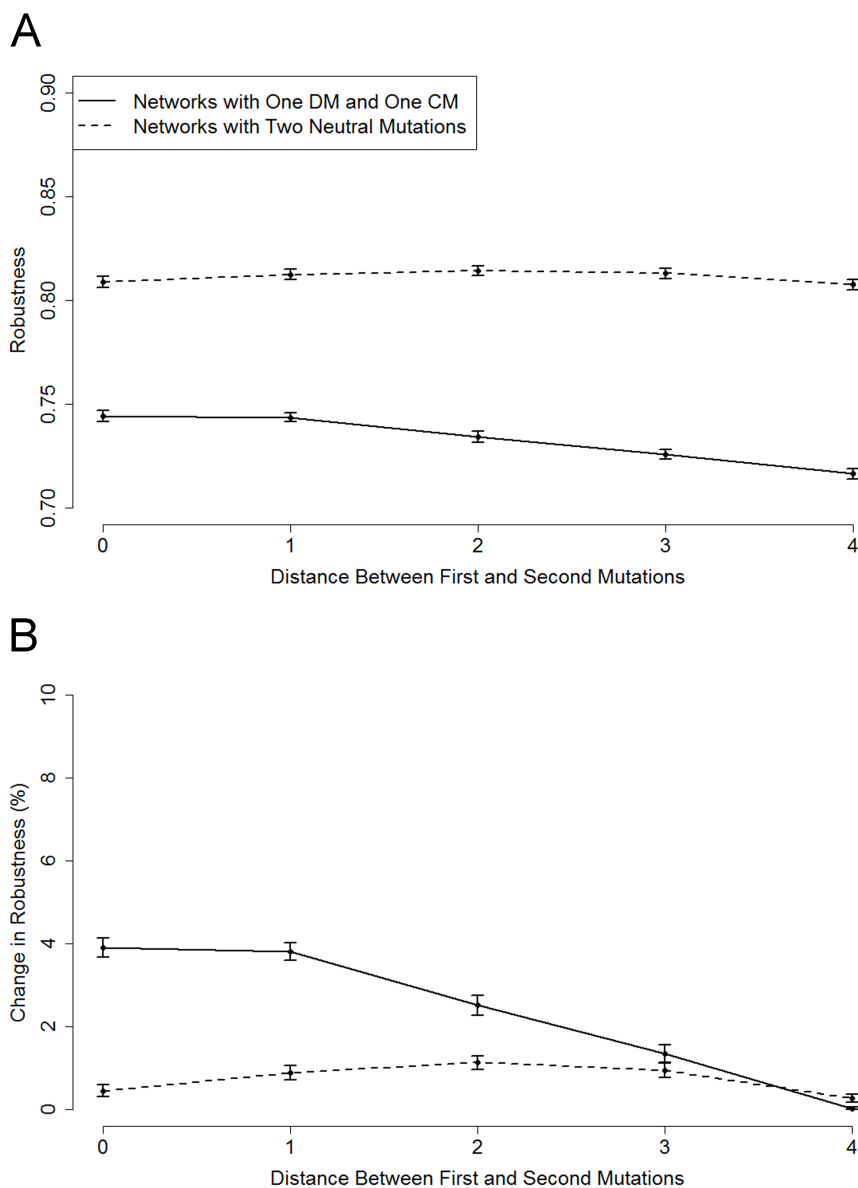 A
Networks with One DM and One CM
Networks with Two Neutral Mutations
0.90
0.85
0.80
0.75
0.70
Robustness
0 1 2 3 4
Distance Between First and Second Mutations
B
10
8
6
4
2
0
Change in Robustness (%)
0 1 2 3 4
Distance Between First and Second Mutations